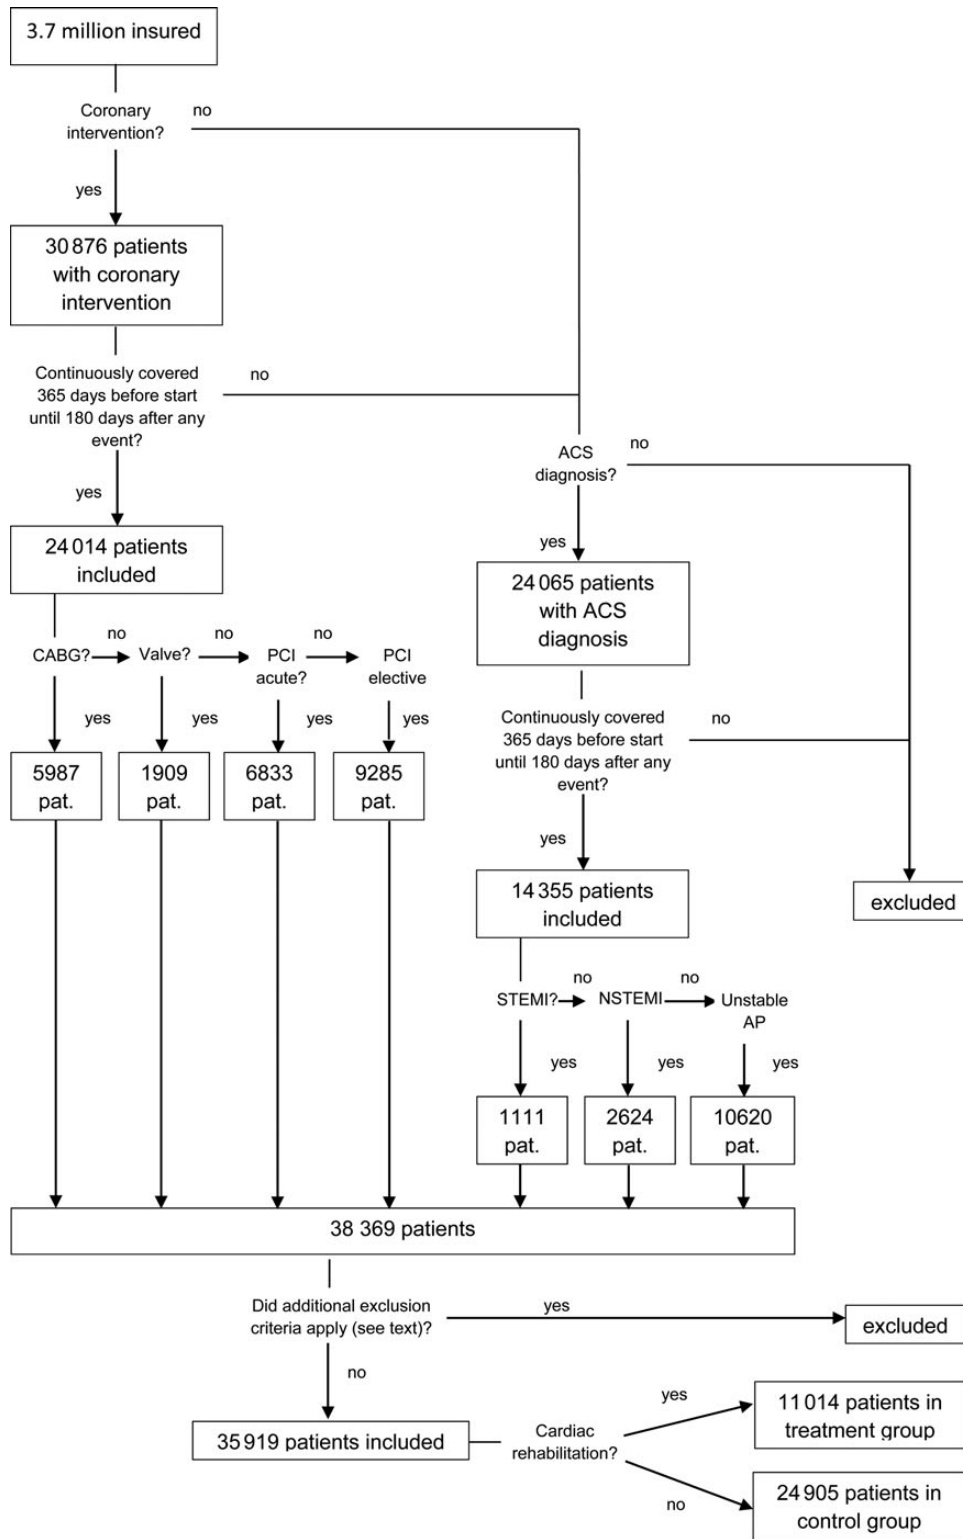 3.7 million insured
Coronary
intervention?
no
yes
30 876 patients
with coronary
intervention
Continuously covered
365 days before start
until 180 days after any
event?
no
yes
24 014 patients
included
ACS
diagnosis?
no
yes
24 065 patients
with ACS
diagnosis
CABG?
no
Valve?
no
PCI
acute?
no
PCI
elective
yes
yes
yes
yes
5987
pat.
1909
pat.
6833
pat.
9285
pat.
Continuously covered
365 days before start
until 180 days after any
event?
no
yes
14 355 patients
included
excluded
STEMI?
no
NSTEMI
no
Unstable
AP
yes
yes
yes
1111
pat.
2624
pat.
10620
pat.
38 369 patients
Did additional exclusion
criteria apply (see text)?
yes
excluded
no
35 919 patients included
Cardiac
rehabilitation?
yes
11 014 patients in
treatment group
no
24 905 patients in
control group